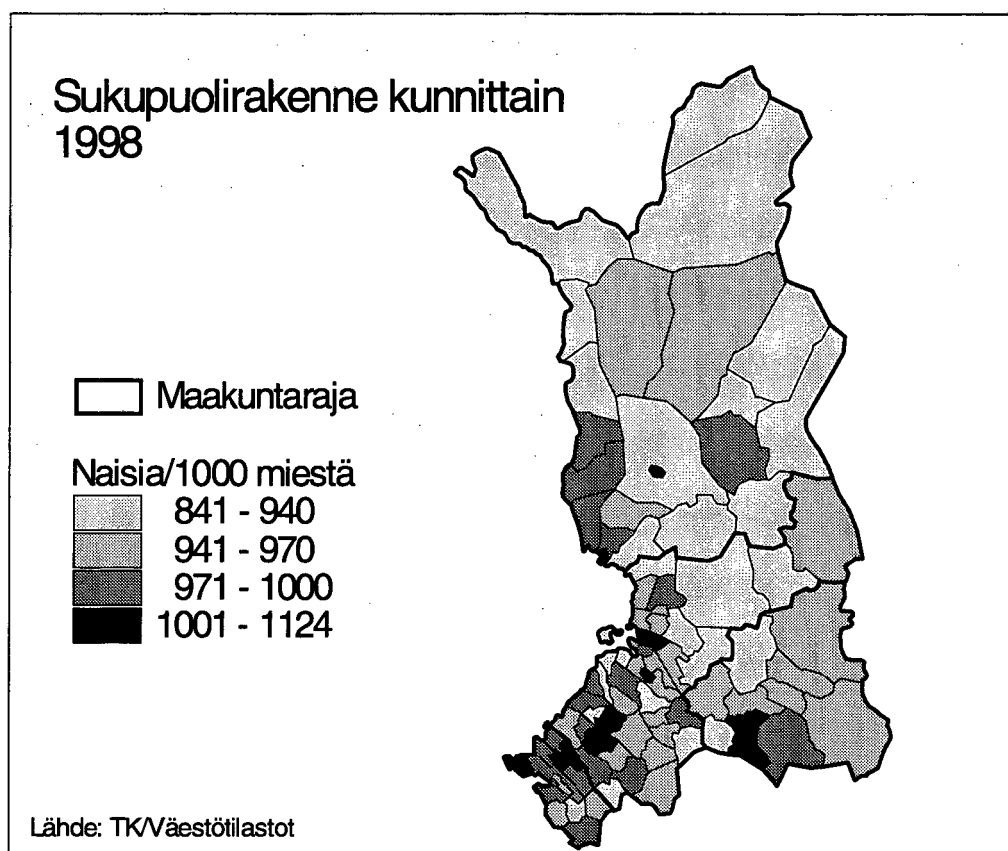 Sukupuolirakenne kunnittain
1998
Maakuntaraja
Naisia/1000 miestä
841 - 940
941 - 970
971 - 1000
1001 - 1124
Lähde: TK/Väestötilastot